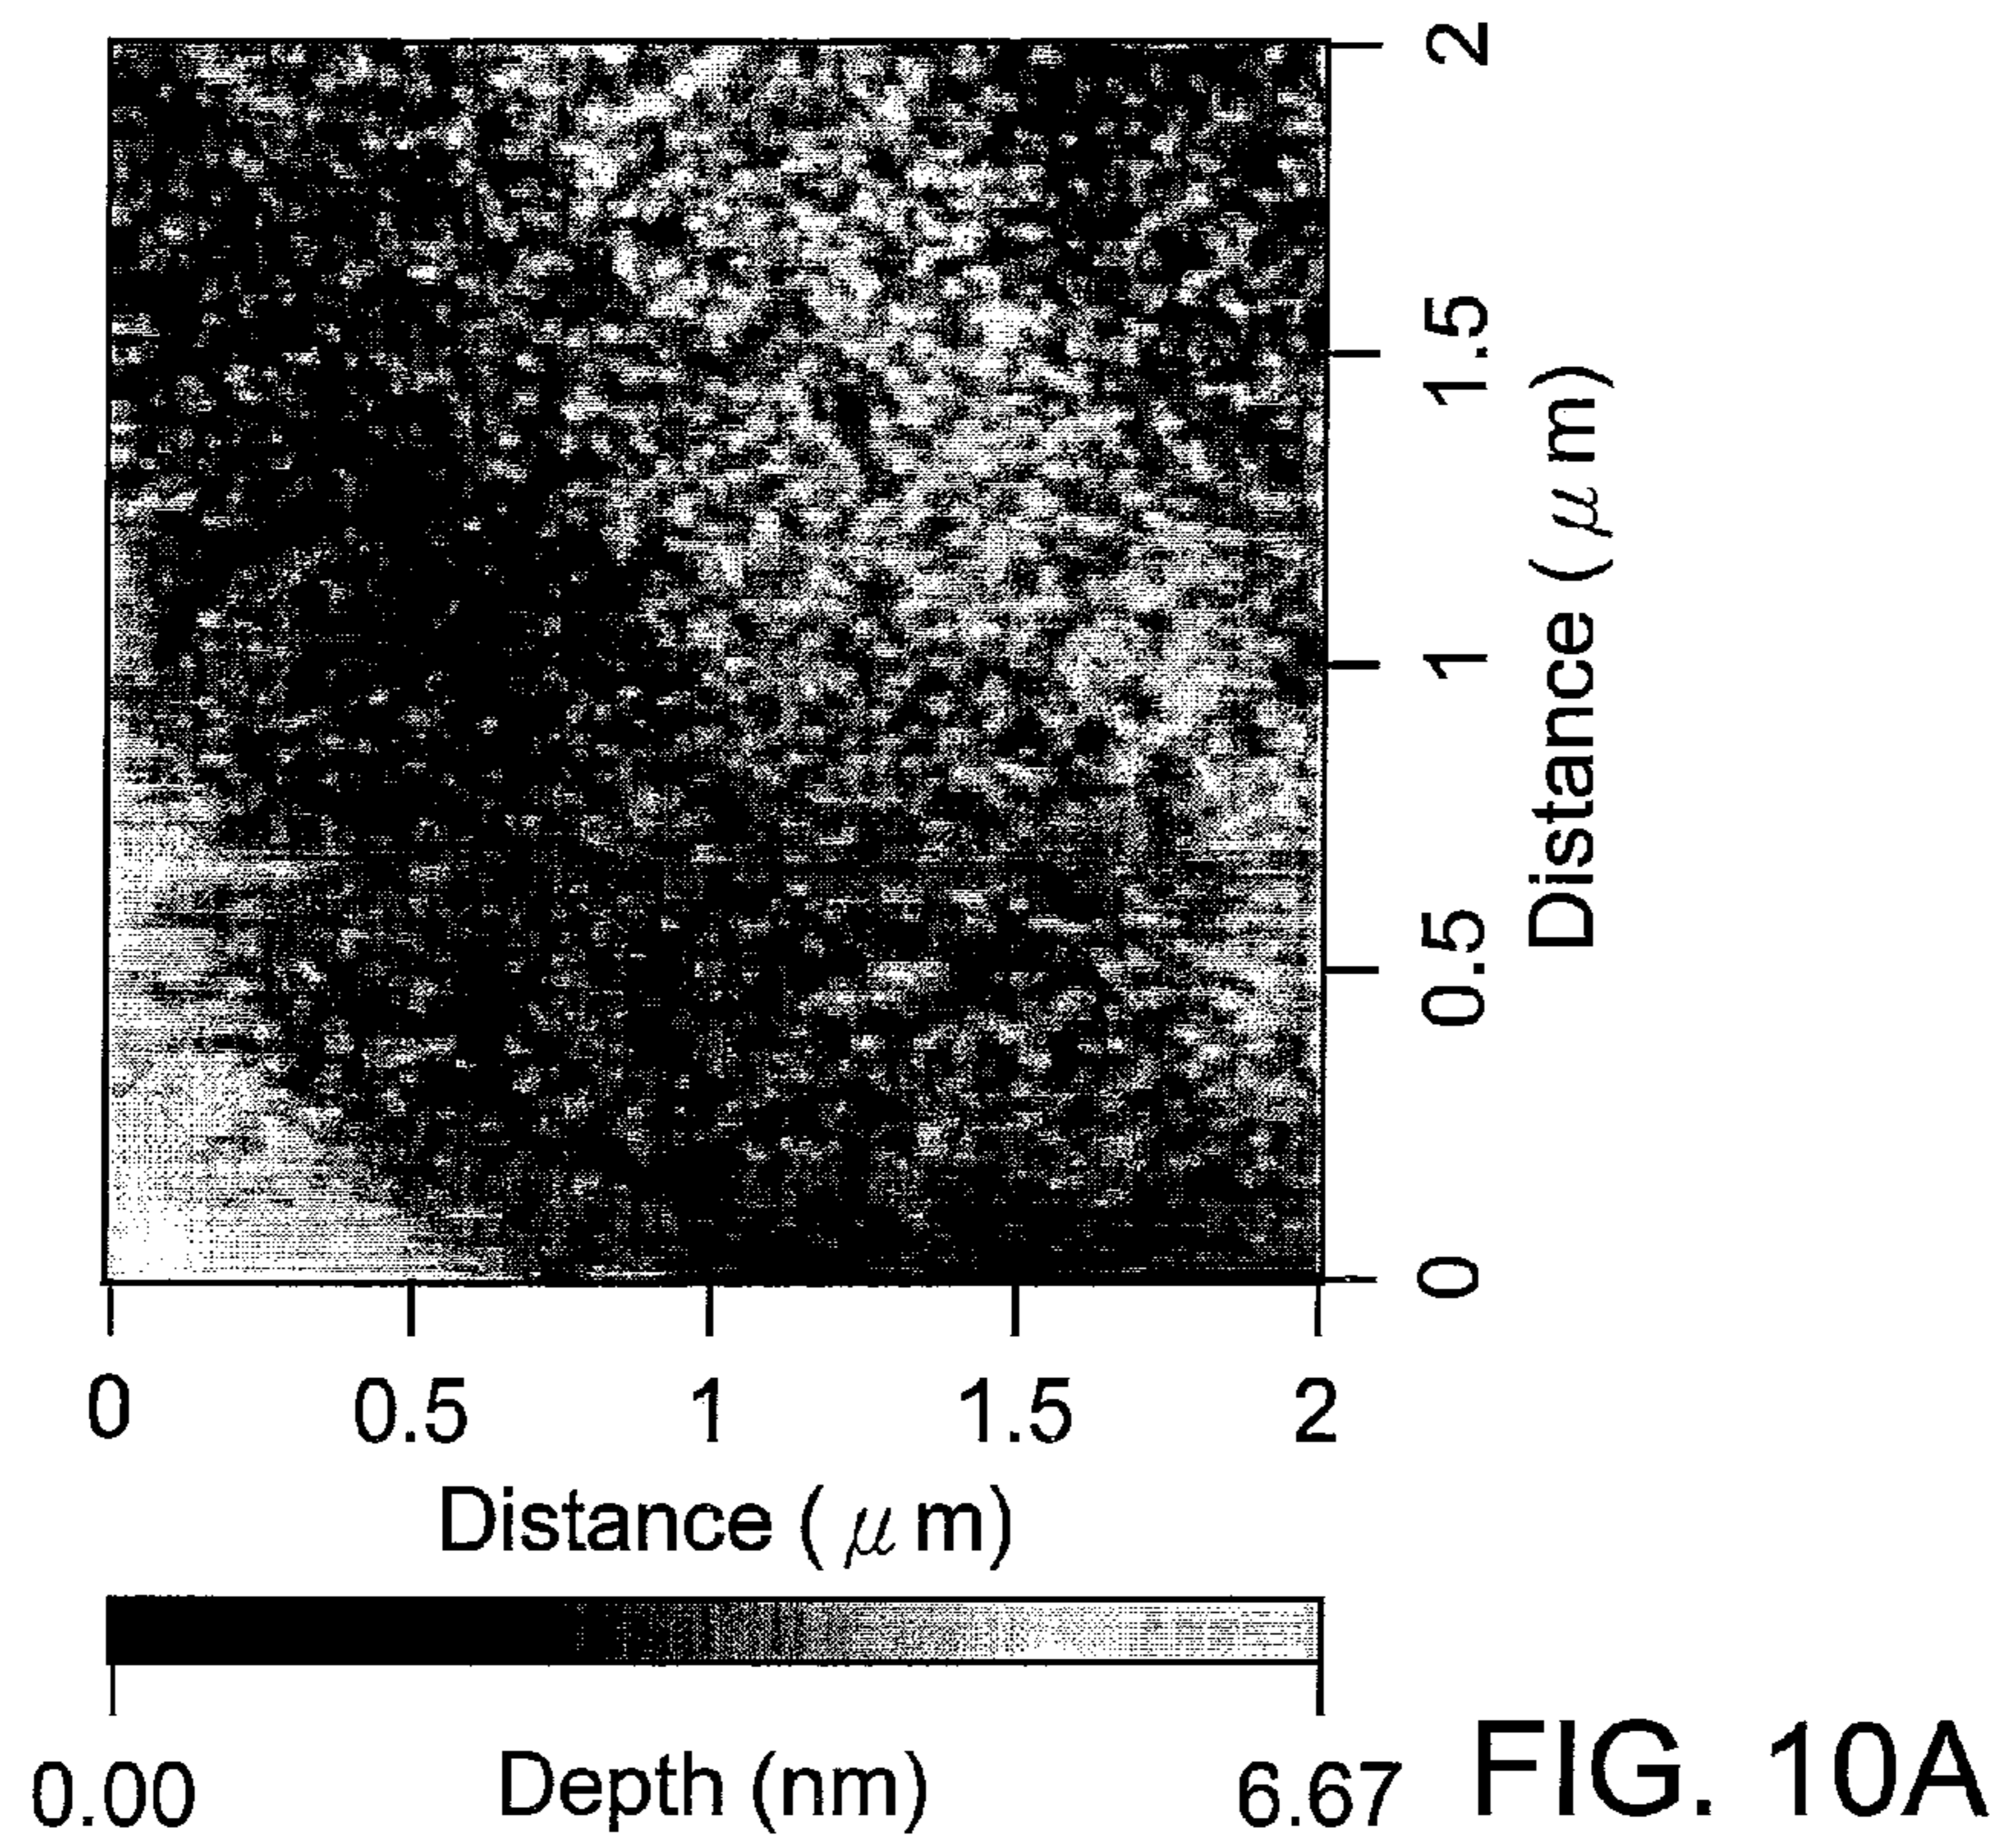 2
1.5
1
0.5
0
Distance (μm)
0 0.5 1 1.5 2
Distance (μm)
0.00 Depth (nm) 6.67
FIG. 10A